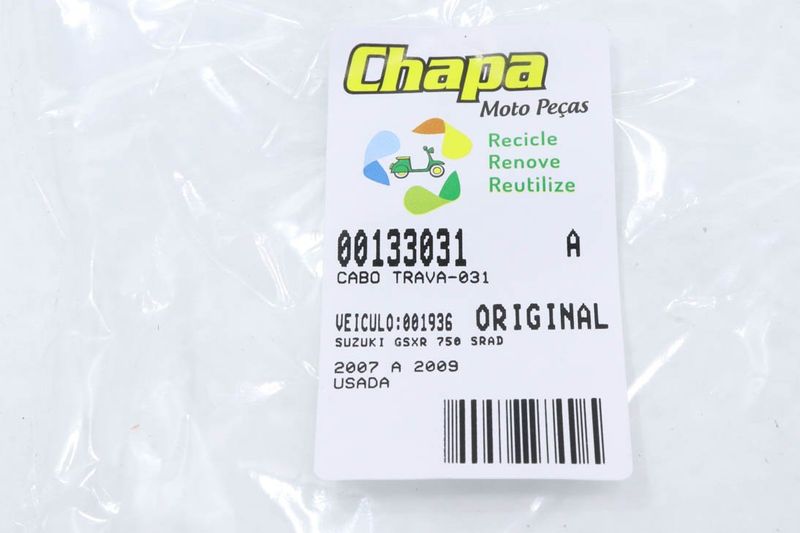 Chapa
Moto Peças
Recicle
Renove
Reutilize
00133031 A
CABO TRAVA-031
VEICULO:001936 ORIGINAL
SUZUKI GSXR 750 SRAD
2007 A 2009
USADA